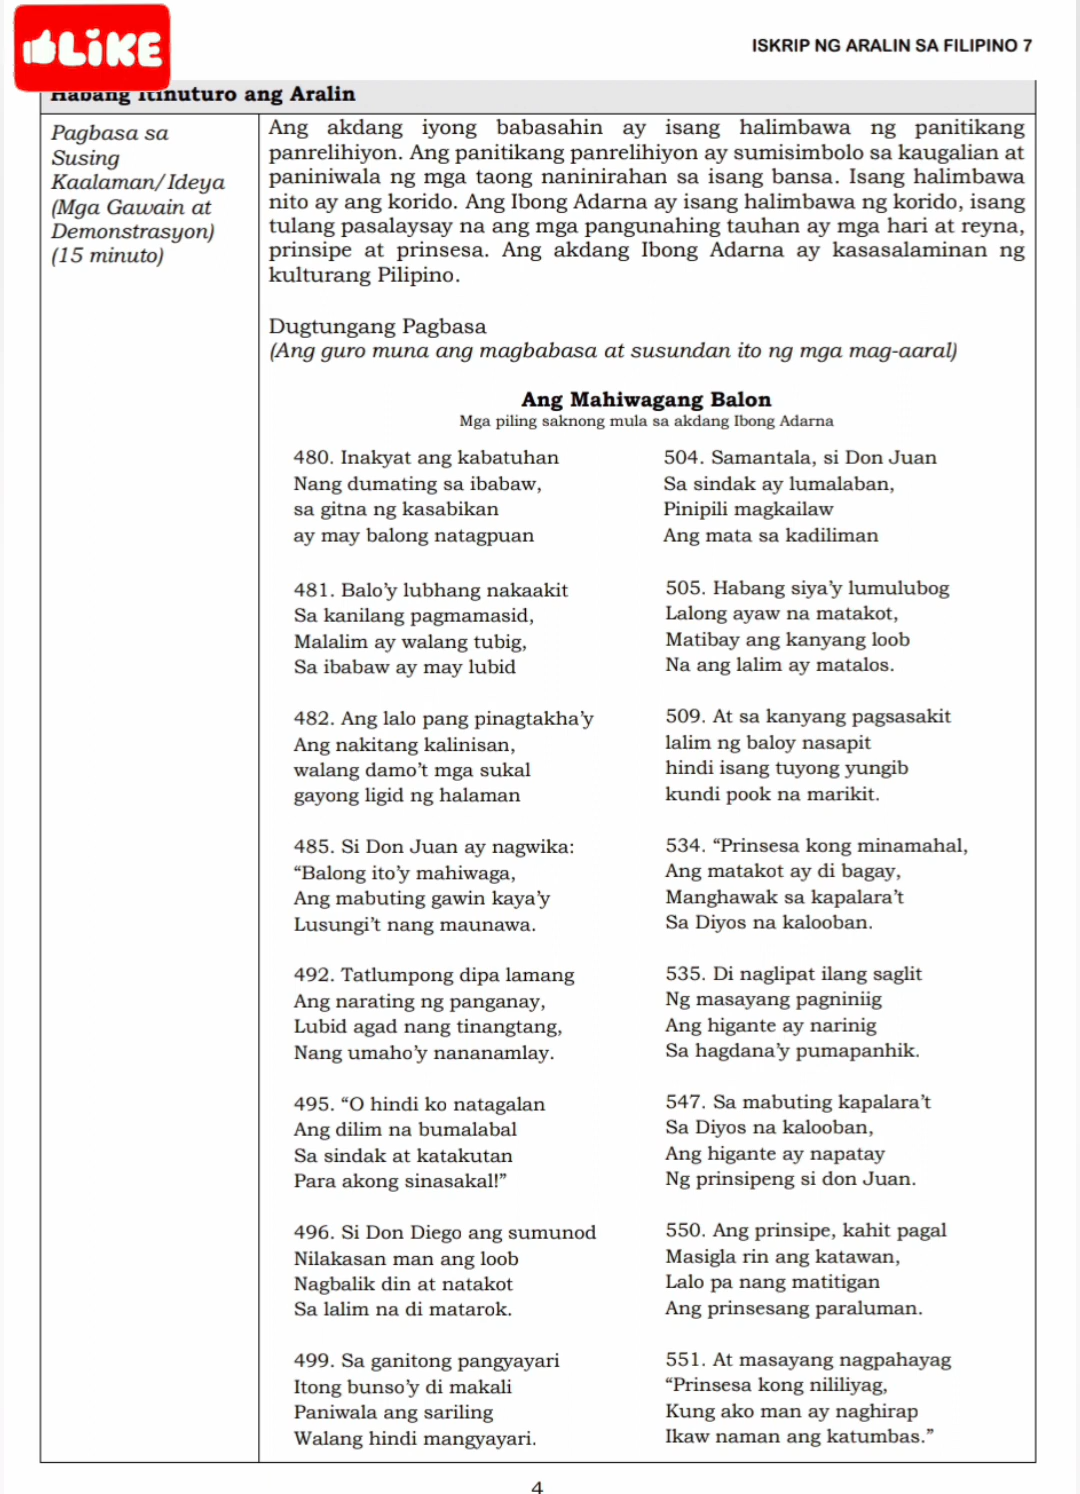 LIKE
ISKRIP NG ARALIN SA FILIPINO 7
Habang Itinuturo ang Aralin
Pagbasa sa
Susing
Kaalaman/Ideya
(Mga Gawain at
Demonstrasyon)
(15 minuto)
Ang akdang iyong babasahin ay isang halimbawa ng panitikang
panrelihiyon. Ang panitikang panrelihiyon ay sumisimbolo sa kaugalian at
paniniwala ng mga taong naninirahan sa isang bansa. Isang halimbawa
nito ay ang korido. Ang Ibong Adarna ay isang halimbawa ng korido, isang
tulang pasalaysay na ang mga pangunahing tauhan ay mga hari at reyna,
prinsipe at prinsesa. Ang akdang Ibong Adarna ay kasasalaminan ng
kulturang Pilipino.
Dugtungang Pagbasa
(Ang guro muna ang magbabasa at susundan ito ng mga mag-aaral)
Ang Mahiwagang Balon
Mga piling saknong mula sa akdang Ibong Adarna
480. Inakyat ang kabatuhan
Nang dumating sa ibabaw,
sa gitna ng kasabikan
ay may balong natagpuan
481. Balo'y lubhang nakaakit
Sa kanilang pagmamasid,
Malalim ay walang tubig,
Sa ibabaw ay may lubid
482. Ang lalo pang pinagtakha'y
Ang nakitang kalinisan,
walang damo't mga sukal
gayong ligid ng halaman
485. Si Don Juan ay nagwika:
“Balong ito'y mahiwaga,
Ang mabuting gawin kaya'y
Lusungi't nang maunawa.
492. Tatlumpong dipa lamang
Ang narating ng panganay,
Lubid agad nang tinangtang,
Nang umaho'y nananamlay.
495. “O hindi ko natagalan
Ang dilim na bumalabal
Sa sindak at katakutan
Para akong sinasakal!”
496. Si Don Diego ang sumunod
Nilakasan man ang loob
Nagbalik din at natakot
Sa lalim na di matarok.
499. Sa ganitong pangyayari
Itong bunso'y di makali
Paniwala ang sariling
Walang hindi mangyayari.
504. Samantala, si Don Juan
Sa sindak ay lumalaban,
Pinipili magkailaw
Ang mata sa kadiliman
505. Habang siya'y lumulubog
Lalong ayaw na matakot,
Matibay ang kanyang loob
Na ang lalim ay matalos.
509. At sa kanyang pagsasakit
lalim ng baloy nasapit
hindi isang tuyong yungib
kundi pook na marikit.
534. “Prinsesa kong minamahal,
Ang matakot ay di bagay,
Manghawak sa kapalara't
Sa Diyos na kalooban.
535. Di naglipat ilang saglit
Ng masayang pagniniig
Ang higante ay narinig
Sa hagdana'y pumapanhik.
547. Sa mabuting kapalara't
Sa Diyos na kalooban,
Ang higante ay napatay
Ng prinsipeng si don Juan.
550. Ang prinsipe, kahit pagal
Masigla rin ang katawan,
Lalo pa nang matitigan
Ang prinsesang paraluman.
551. At masayang nagpahayag
“Prinsesa kong nililiyag,
Kung ako man ay naghirap
Ikaw naman ang katumbas.”
4